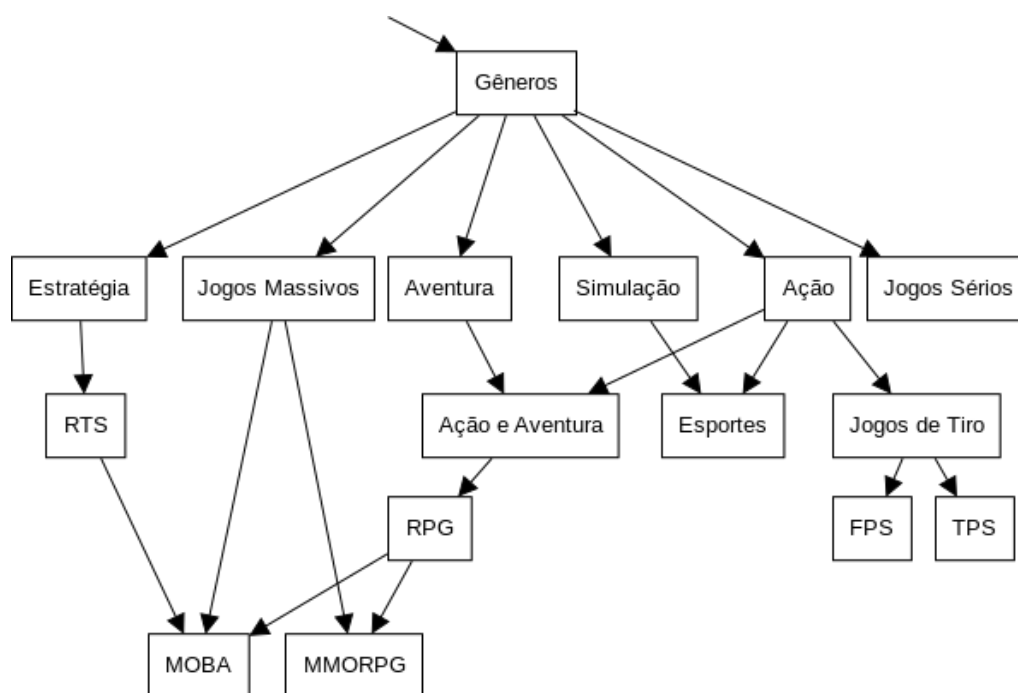 Gêneros
Estratégia
Jogos Massivos
Aventura
Simulação
Ação
Jogos Sérios
RTS
Ação e Aventura
Esportes
Jogos de Tiro
RPG
FPS
TPS
MOBA
MMORPG